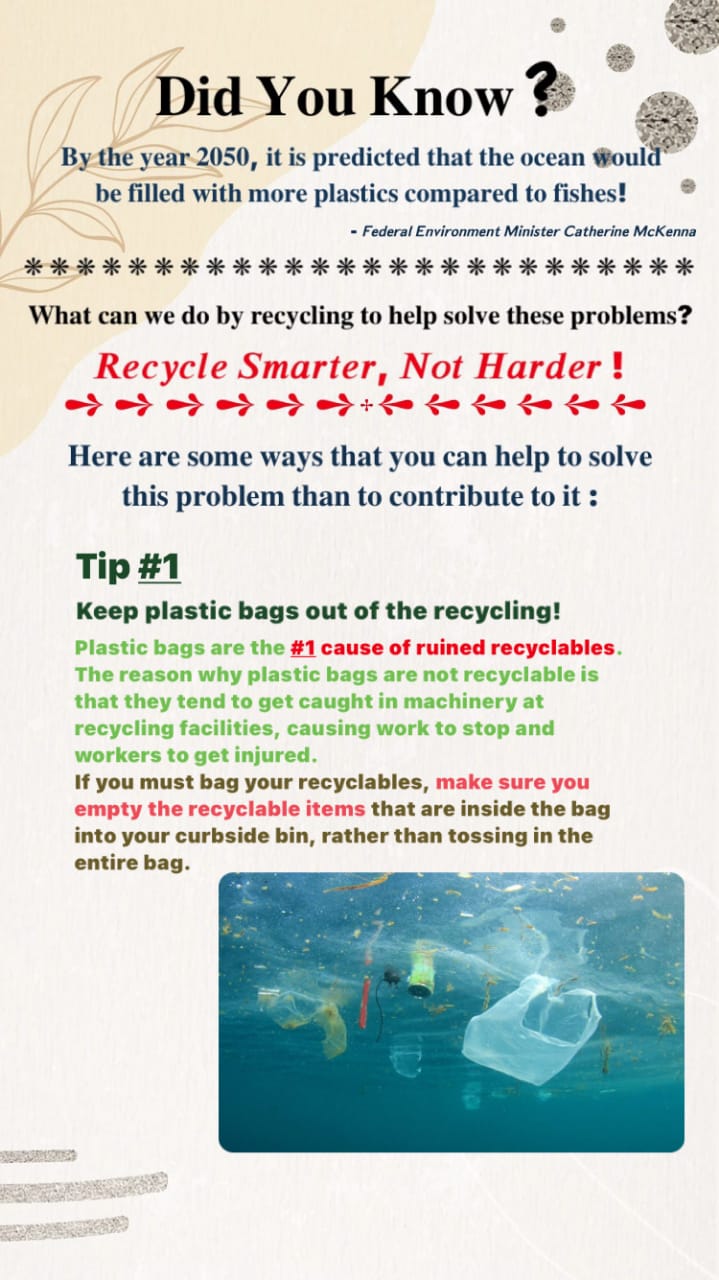 Did You Know ?
By the year 2050, it is predicted that the ocean would
be filled with more plastics compared to fishes!
- Federal Environment Minister Catherine McKenna
What can we do by recycling to help solve these problems?
Recycle Smarter, Not Harder !
Here are some ways that you can help to solve
this problem than to contribute to it :
Tip #1
Keep plastic bags out of the recycling!
Plastic bags are the #1 cause of ruined recyclables.
The reason why plastic bags are not recyclable is
that they tend to get caught in machinery at
recycling facilities, causing work to stop and
workers to get injured.
If you must bag your recyclables, make sure you
empty the recyclable items that are inside the bag
into your curbside bin, rather than tossing in the
entire bag.